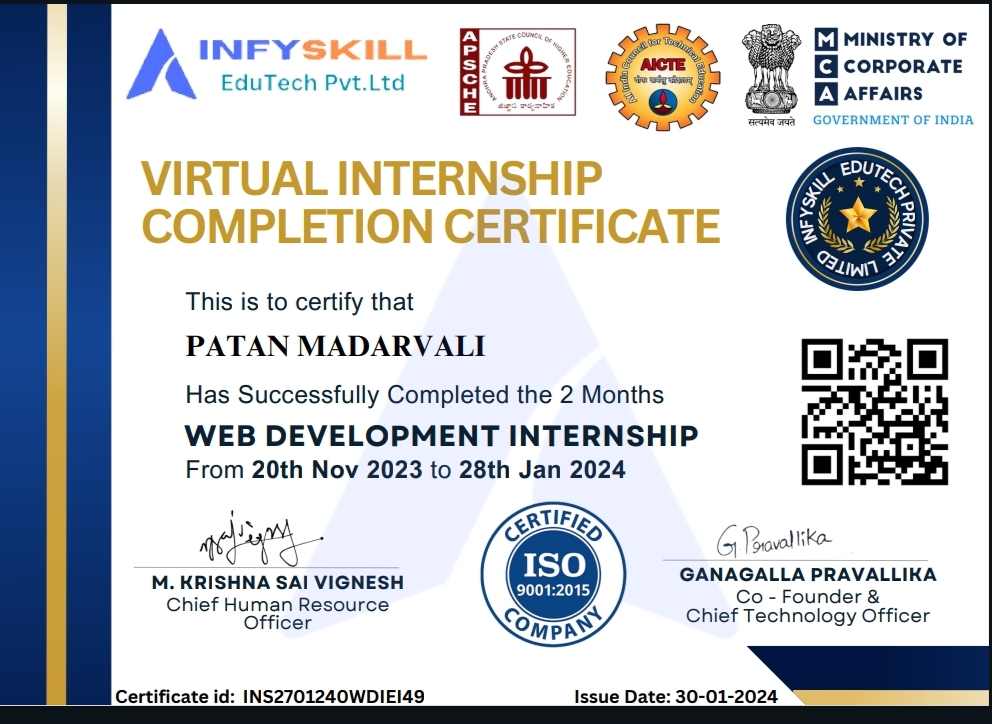 INFYSKILL
EduTech Pvt.Ltd
APSCHE
ANDHRA PRADESH STATE COUNCIL OF HIGHER EDUCATION
All India Council for Technical Education
AICTE
सत्यमेव जयते
MCA
MINISTRY OF
CORPORATE
AFFAIRS
GOVERNMENT OF INDIA
VIRTUAL INTERNSHIP
COMPLETION CERTIFICATE
INFYSKILL EDUTECH PRIVATE LIMITED
This is to certify that
PATAN MADARVALI
Has Successfully Completed the 2 Months
WEB DEVELOPMENT INTERNSHIP
From 20th Nov 2023 to 28th Jan 2024
CERTIFIED
ISO
9001:2015
COMPANY
G Pravallika
M. KRISHNA SAI VIGNESH
Chief Human Resource
Officer
GANAGALLA PRAVALLIKA
Co - Founder &
Chief Technology Officer
Certificate id: INS2701240WDIEI49
Issue Date: 30-01-2024